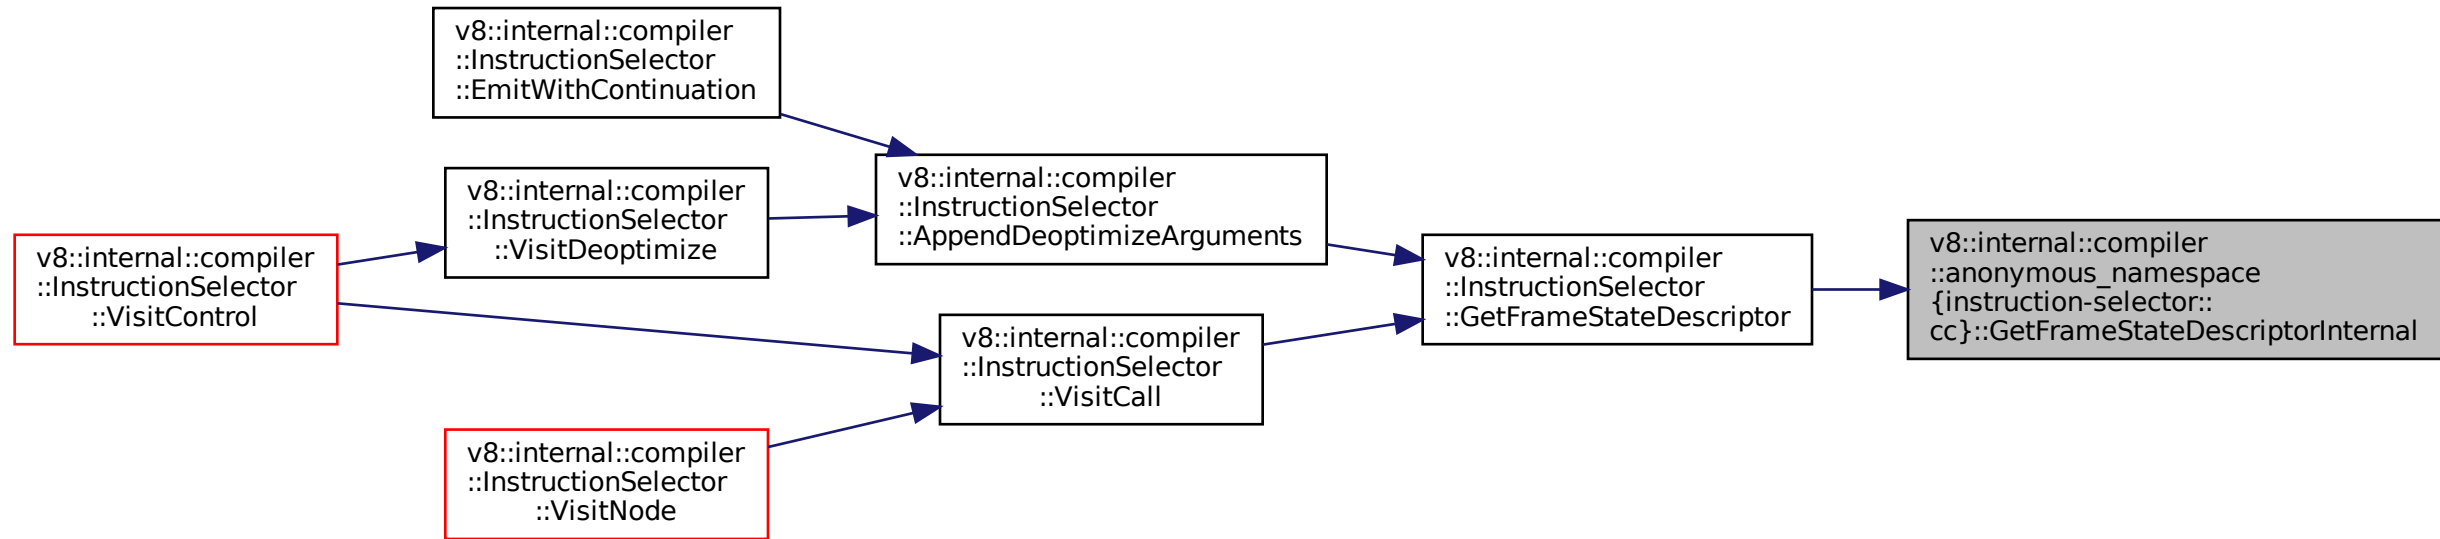 v8::internal::compiler
::InstructionSelector
::EmitWithContinuation
v8::internal::compiler
::InstructionSelector
::VisitDeoptimize
v8::internal::compiler
::InstructionSelector
::AppendDeoptimizeArguments
v8::internal::compiler
::InstructionSelector
::VisitControl
v8::internal::compiler
::InstructionSelector
::GetFrameStateDescriptor
v8::internal::compiler
::anonymous_namespace
{instruction-selector::
cc}::GetFrameStateDescriptorInternal
v8::internal::compiler
::InstructionSelector
::VisitCall
v8::internal::compiler
::InstructionSelector
::VisitNode